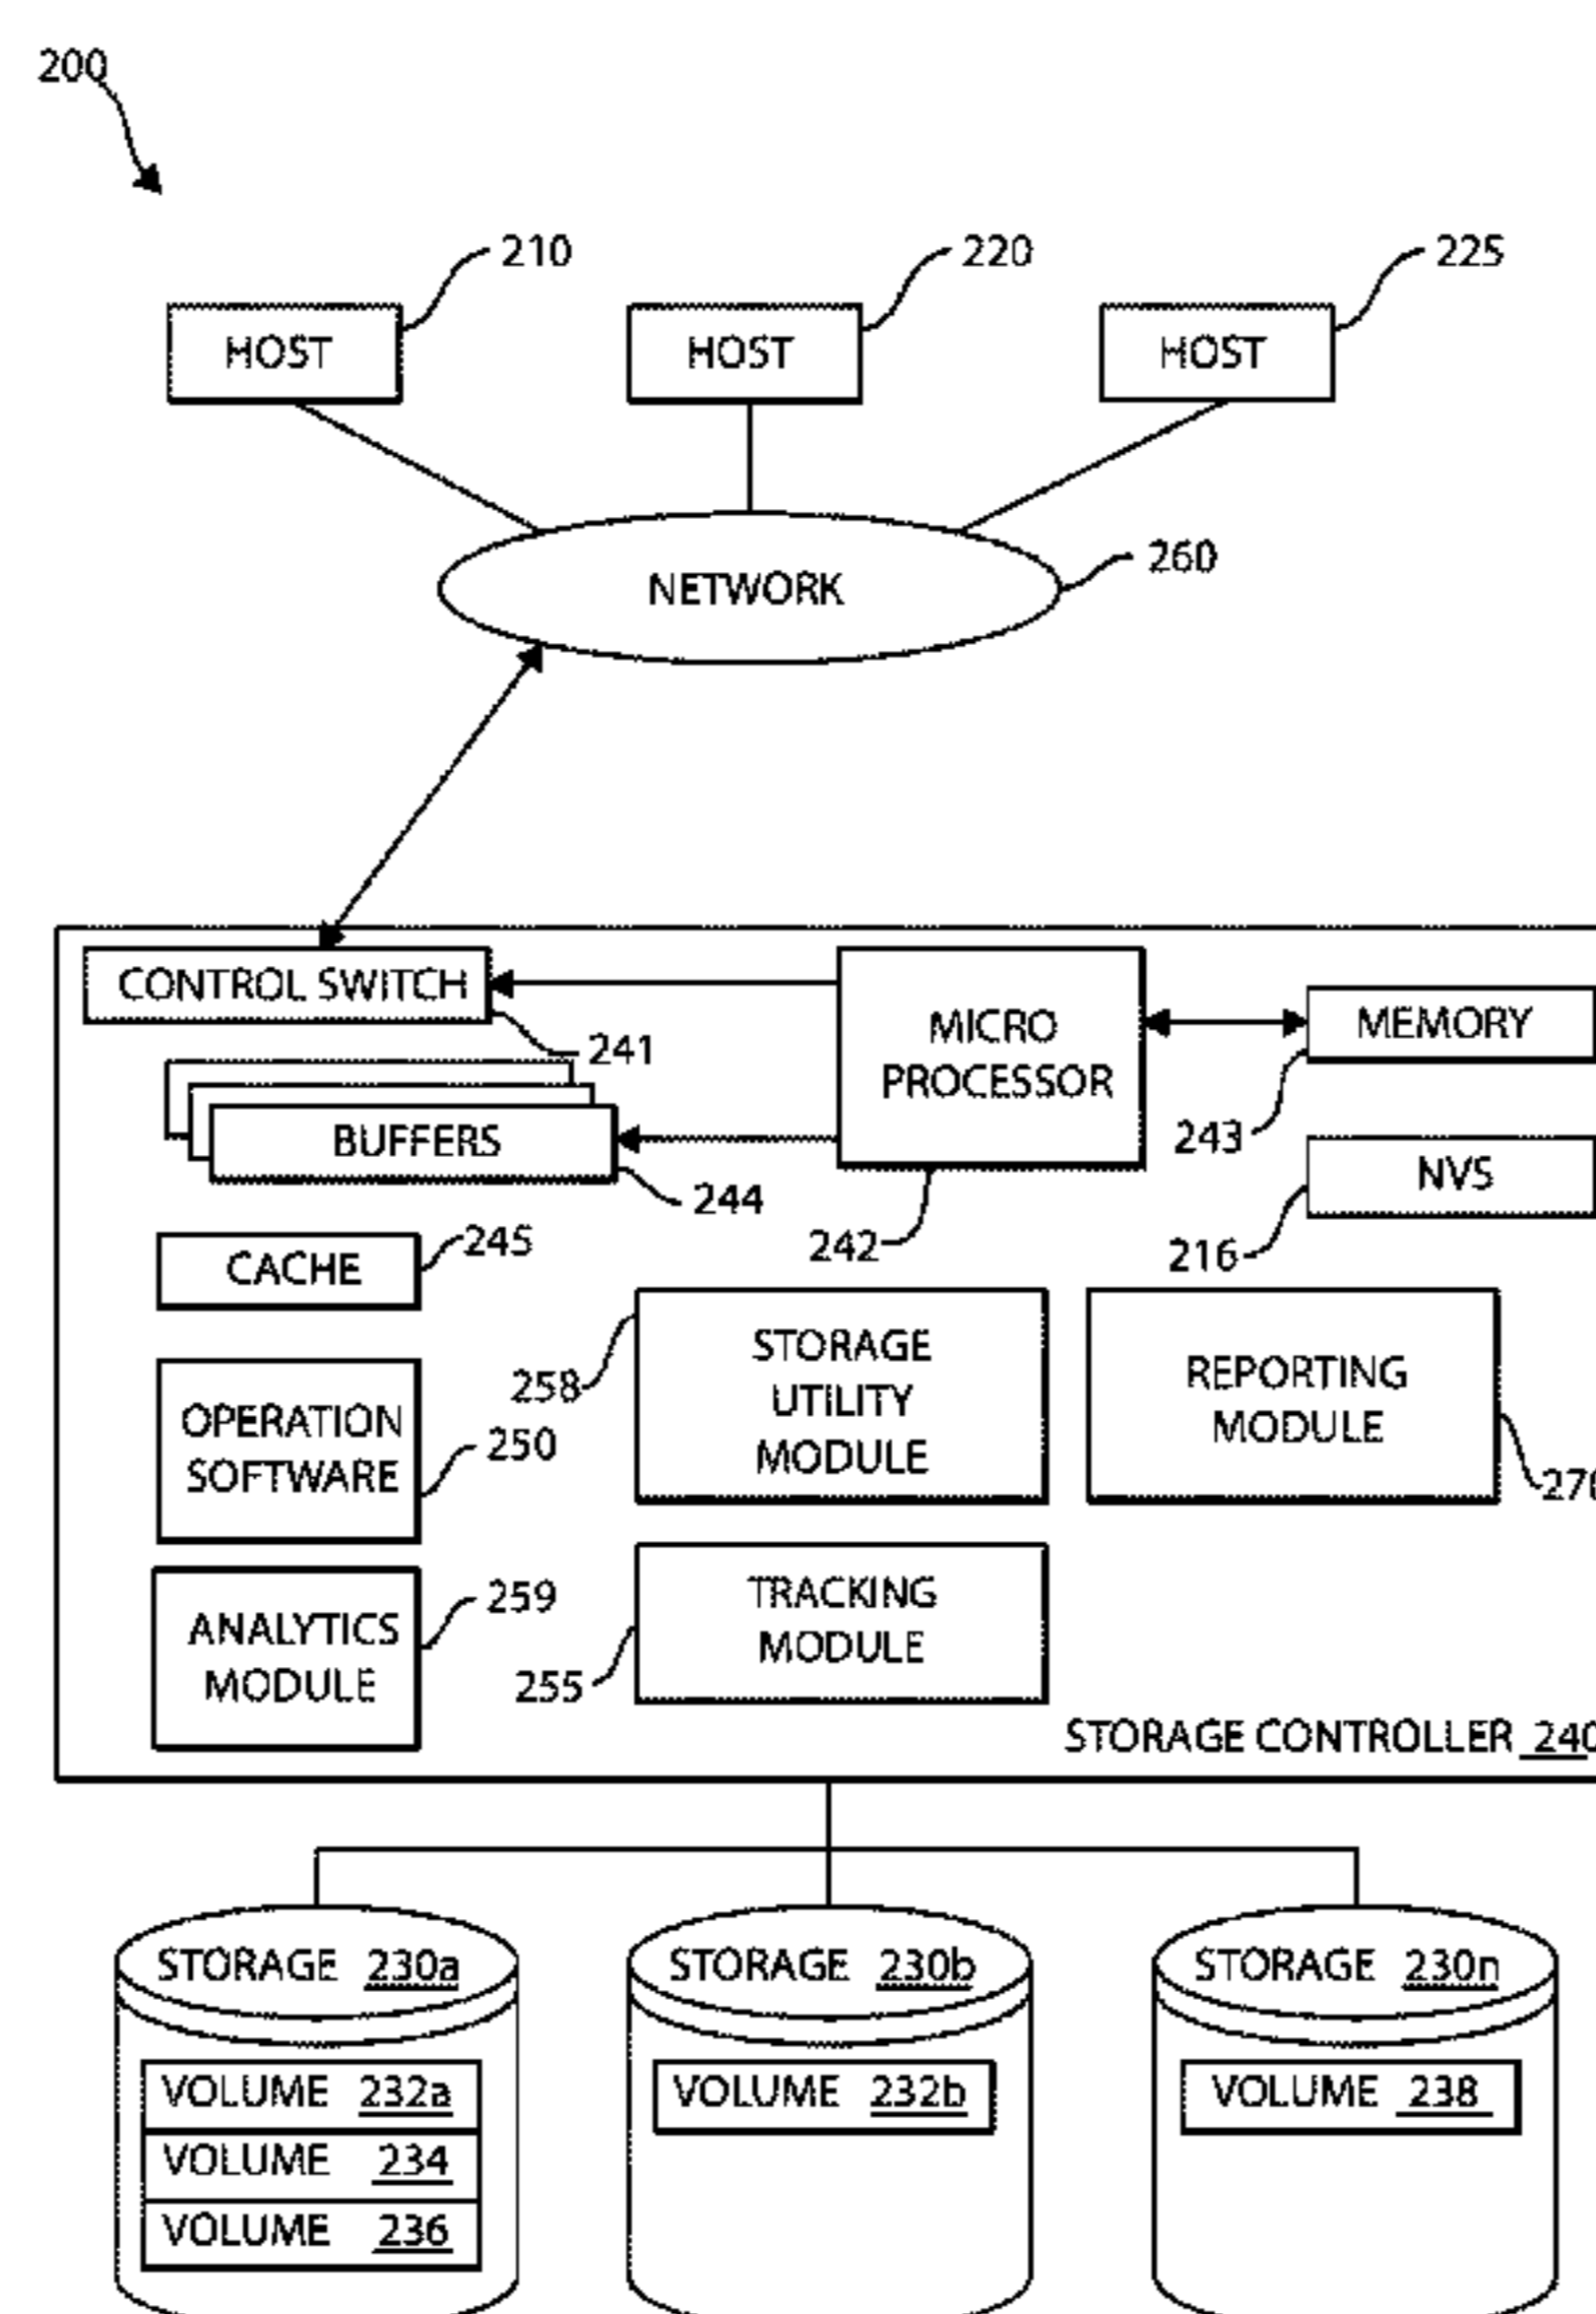 200
210
220
225
HOST
HOST
HOST
260
NETWORK
CONTROL SWITCH
241
MICRO
PROCESSOR
MEMORY
243
BUFFERS
244
242
NVS
216
CACHE
245
258
STORAGE
UTILITY
MODULE
REPORTING
MODULE
OPERATION
SOFTWARE
250
ANALYTICS
MODULE
259
TRACKING
MODULE
255
STORAGE CONTROLLER 240
STORAGE 230a
STORAGE 230b
STORAGE 230n
VOLUME 232a
VOLUME 232b
VOLUME 238
VOLUME 234
VOLUME 236